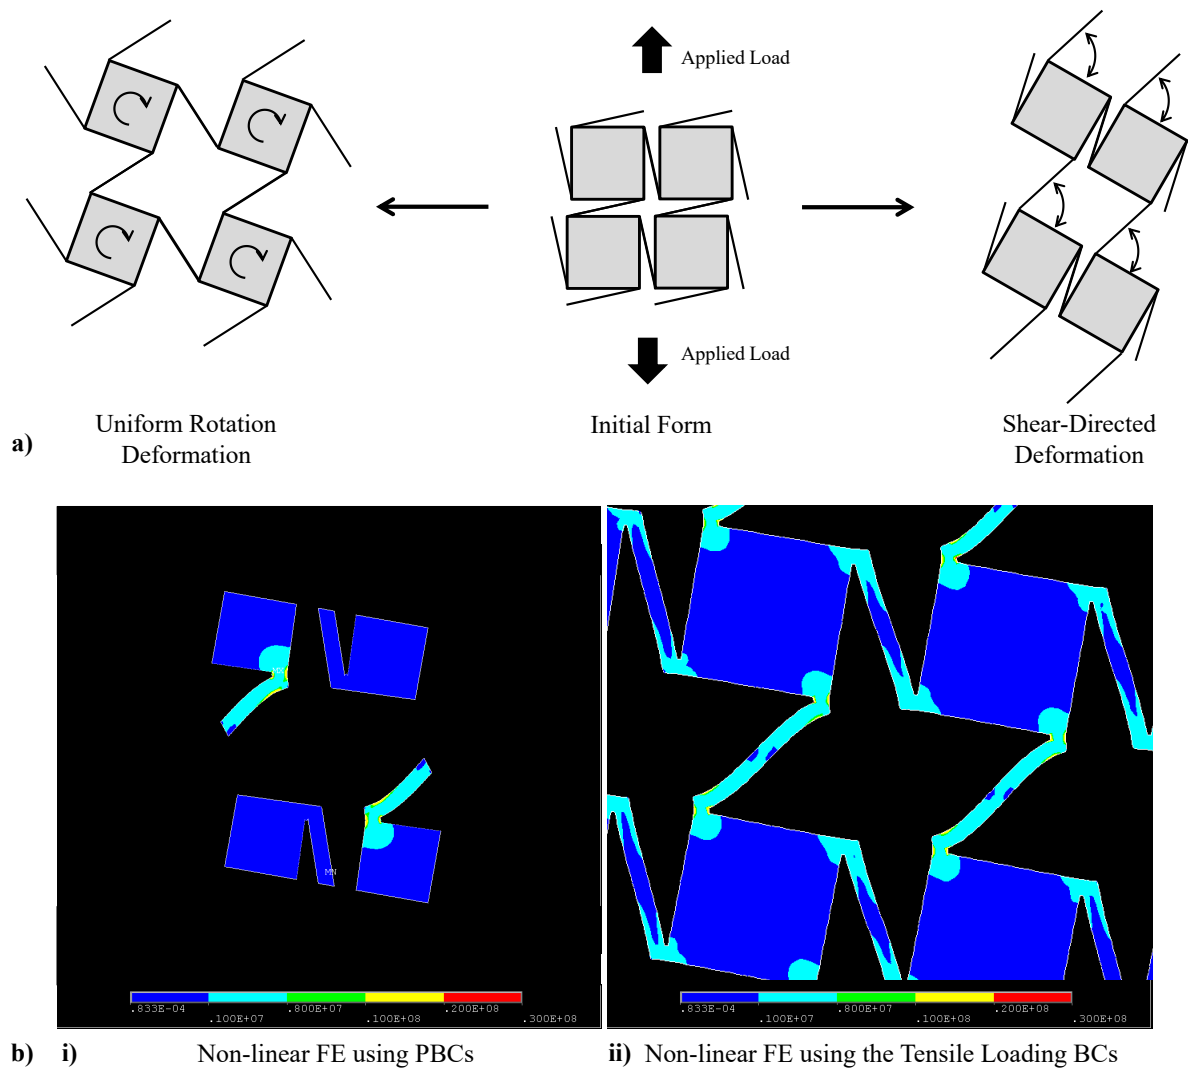 Applied Load
Applied Load
Uniform Rotation
Deformation
Initial Form
Shear-Directed
Deformation
a)
MX
MN
.833E-04
.100E+07
.800E+07
.100E+08
.200E+08
.300E+08
.833E-04
.100E+07
.800E+07
.100E+08
.200E+08
.300E+08
b) i) Non-linear FE using PBCs
ii) Non-linear FE using the Tensile Loading BCs